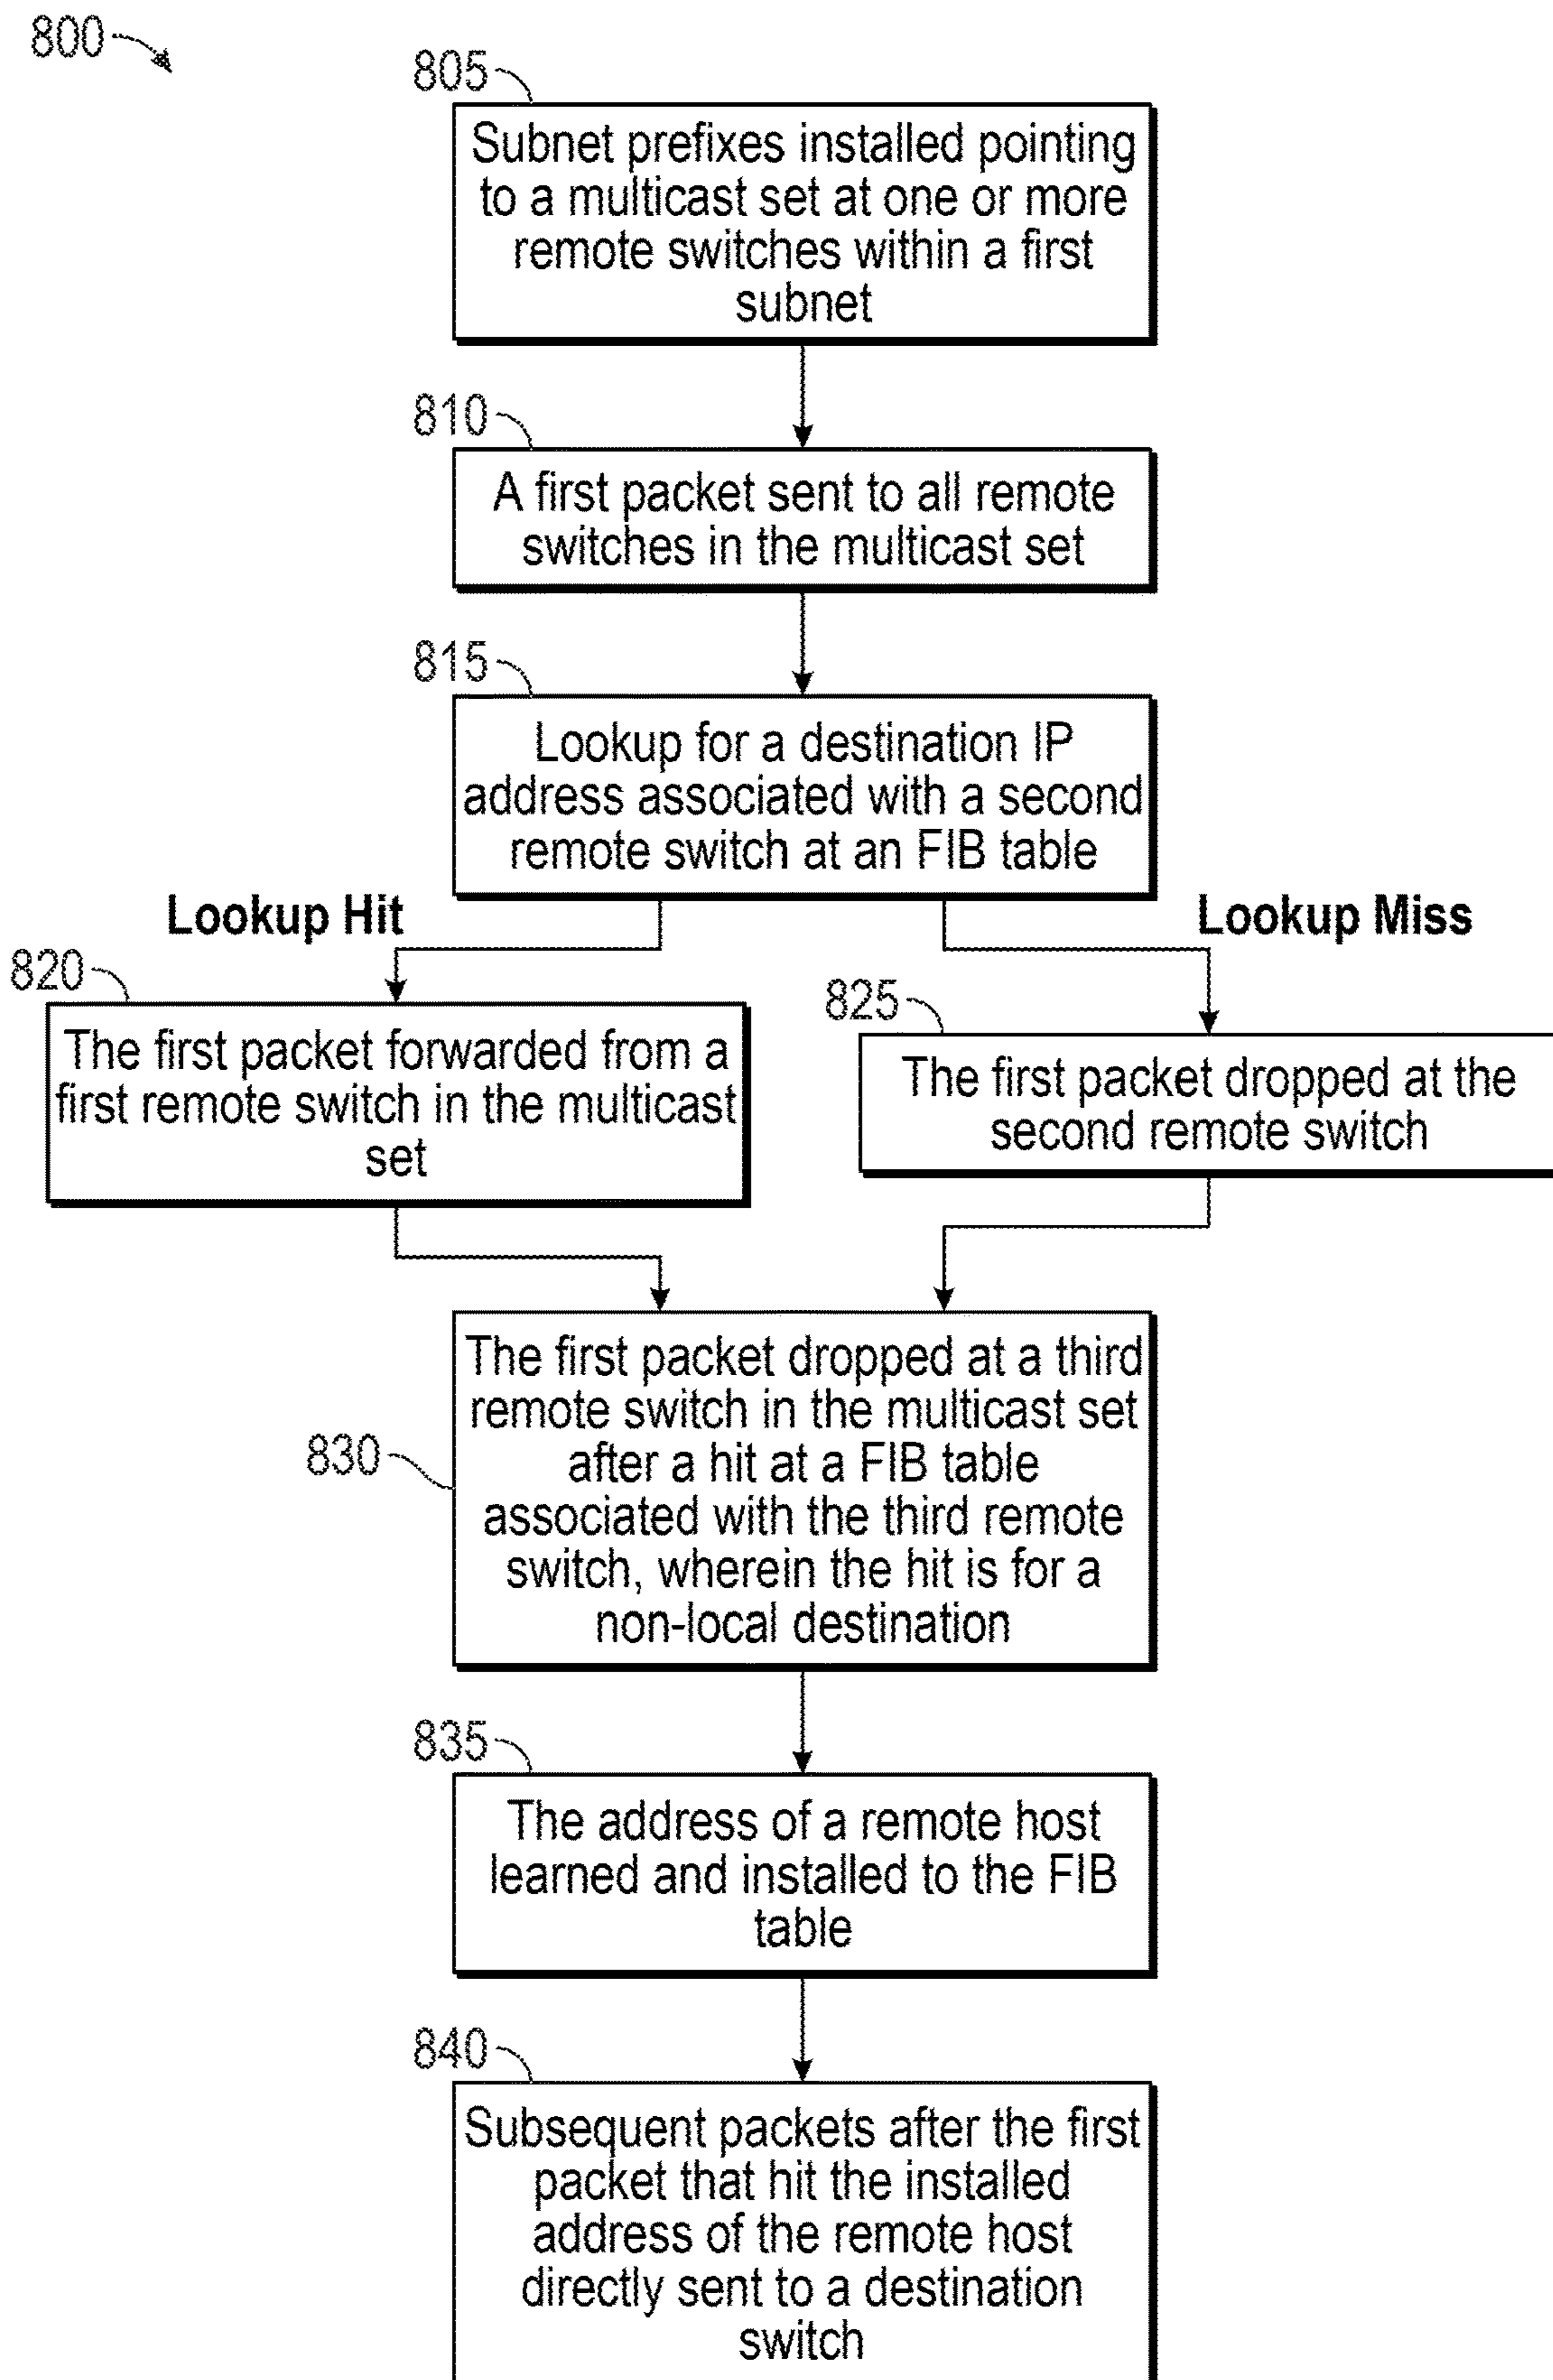 800
805
Subnet prefixes installed pointing
to a multicast set at one or more
remote switches within a first
subnet
810
A first packet sent to all remote
switches in the multicast set
815
Lookup for a destination IP
address associated with a second
remote switch at an FIB table
Lookup Hit
Lookup Miss
820
The first packet forwarded from a
first remote switch in the multicast
set
825
The first packet dropped at the
second remote switch
830
The first packet dropped at a third
remote switch in the multicast set
after a hit at a FIB table
associated with the third remote
switch, wherein the hit is for a
non-local destination
835
The address of a remote host
learned and installed to the FIB
table
840
Subsequent packets after the first
packet that hit the installed
address of the remote host
directly sent to a destination
switch